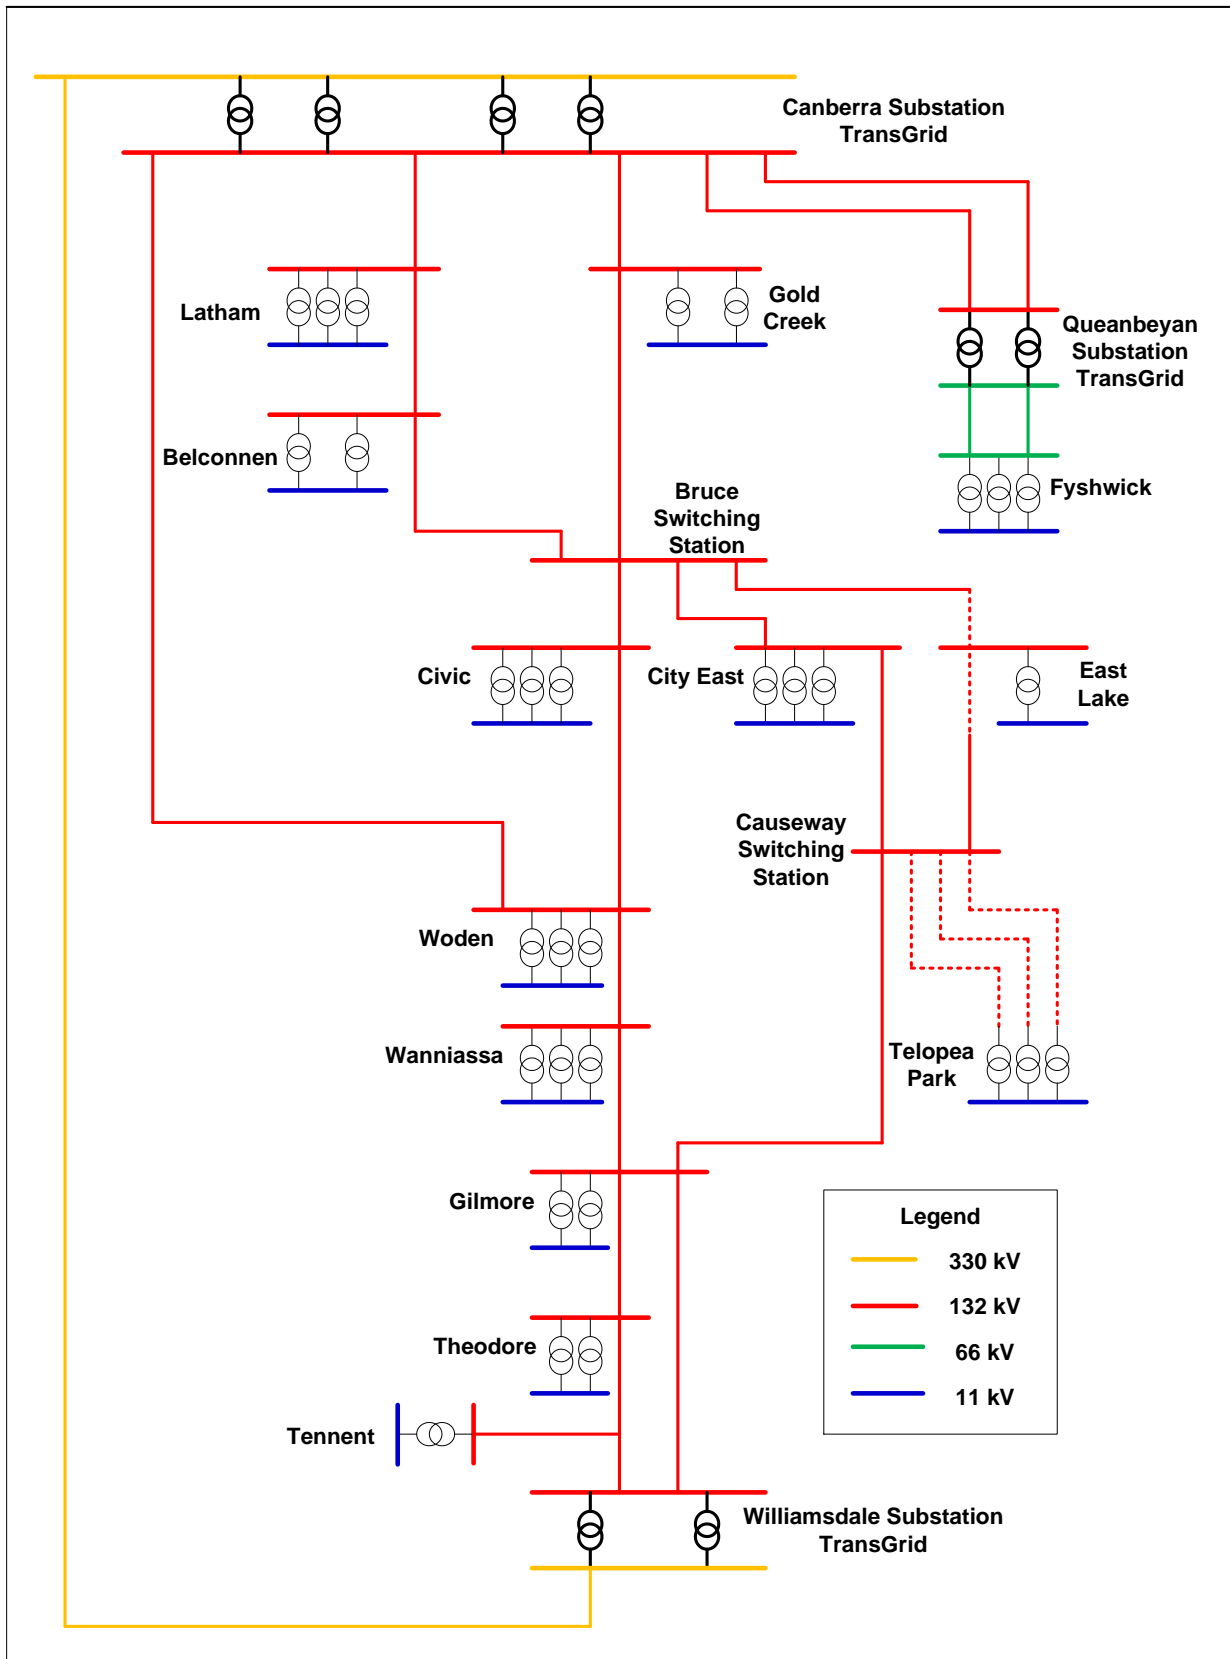 Canberra Substation
TransGrid
Latham
Gold
Creek
Queanbeyan
Substation
TransGrid
Belconnen
Fyshwick
Bruce
Switching
Station
Civic
City East
East
Lake
Causeway
Switching
Station
Woden
Wanniassa
Telopea
Park
Gilmore
Legend
330 kV
132 kV
66 kV
11 kV
Theodore
Tennent
Williamsdale Substation
TransGrid